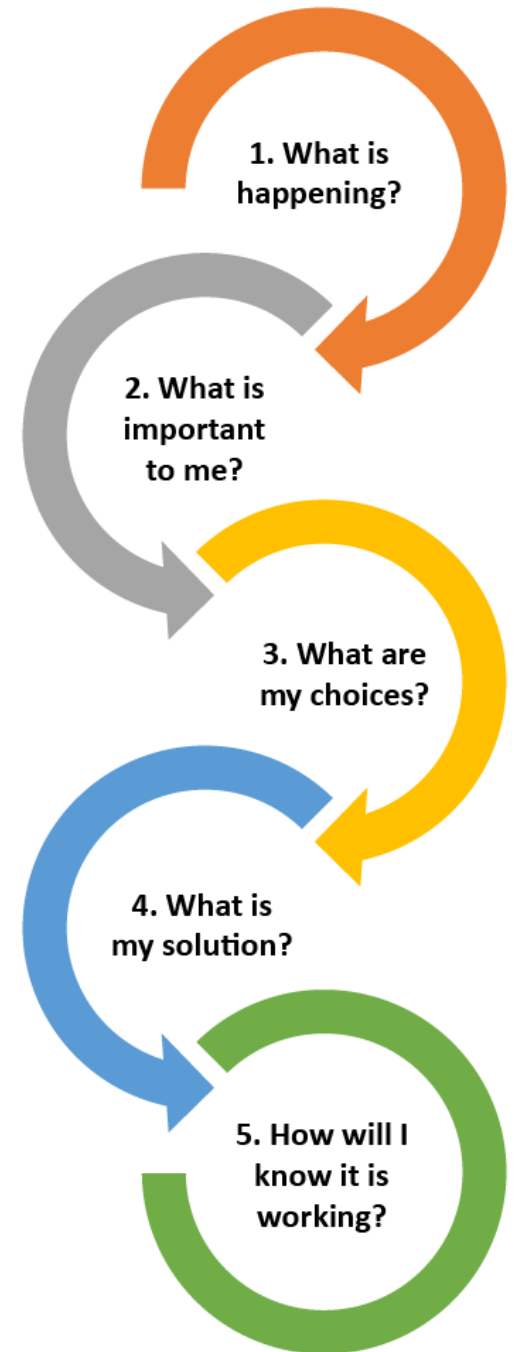 1. What is
happening?
2. What is
important
to me?
3. What are
my choices?
4. What is
my solution?
5. How will I
know it is
working?